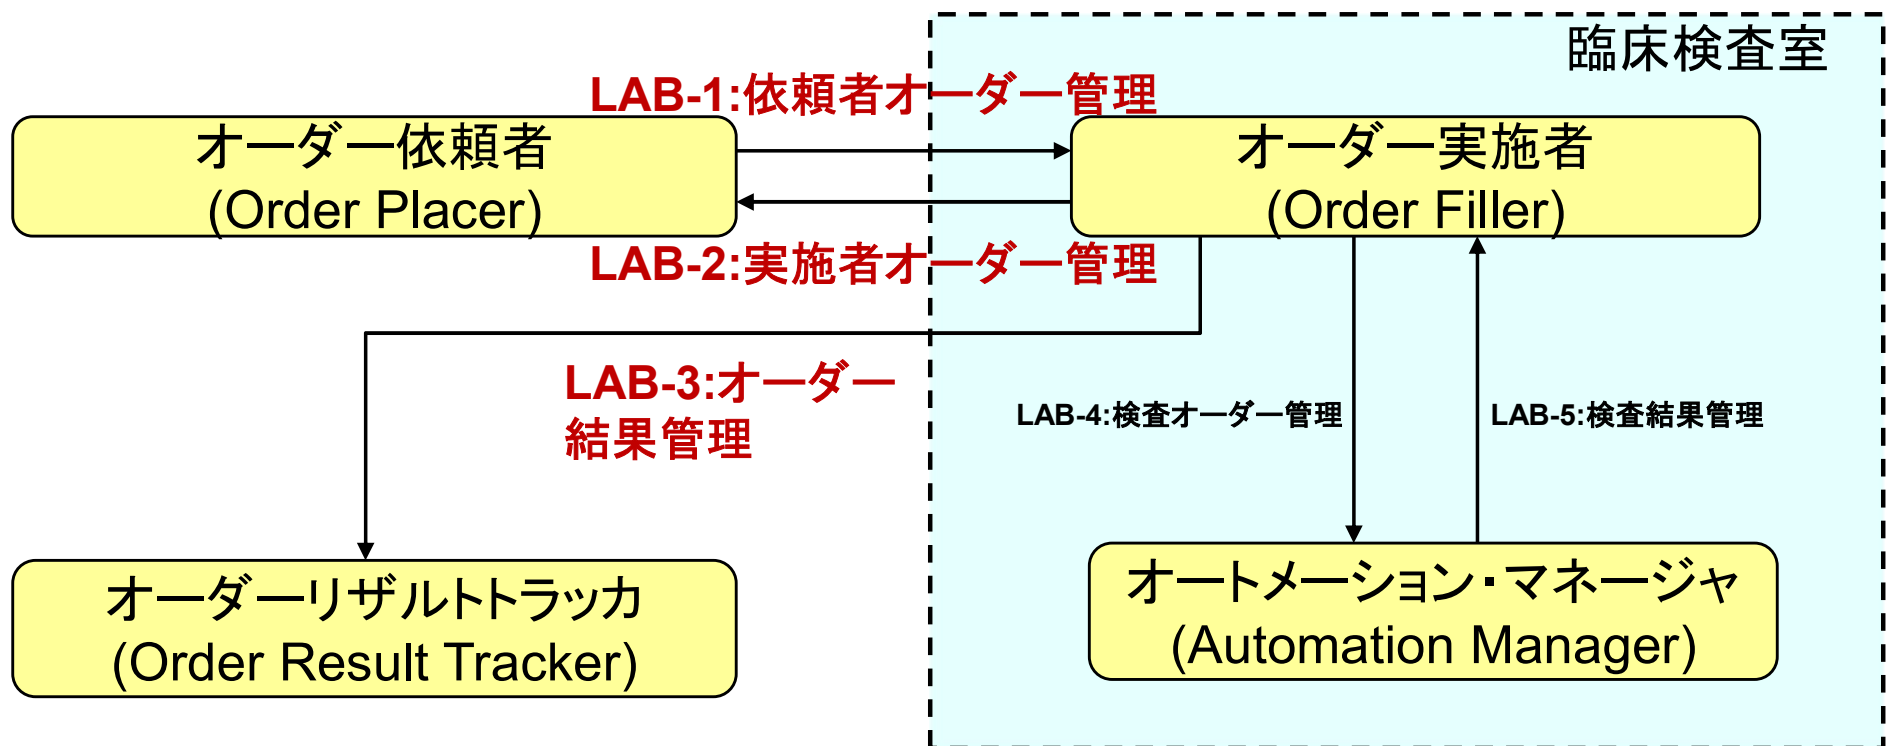 臨床検査室
LAB-1:依頼者オーダー管理
オーダー依頼者
(Order Placer)
オーダー実施者
(Order Filler)
LAB-2:実施者オーダー管理
LAB-3:オーダー
結果管理
LAB-4:検査オーダー管理
LAB-5:検査結果管理
オーダーリザルトトラッカ
(Order Result Tracker)
オートメーション・マネージャ
(Automation Manager)